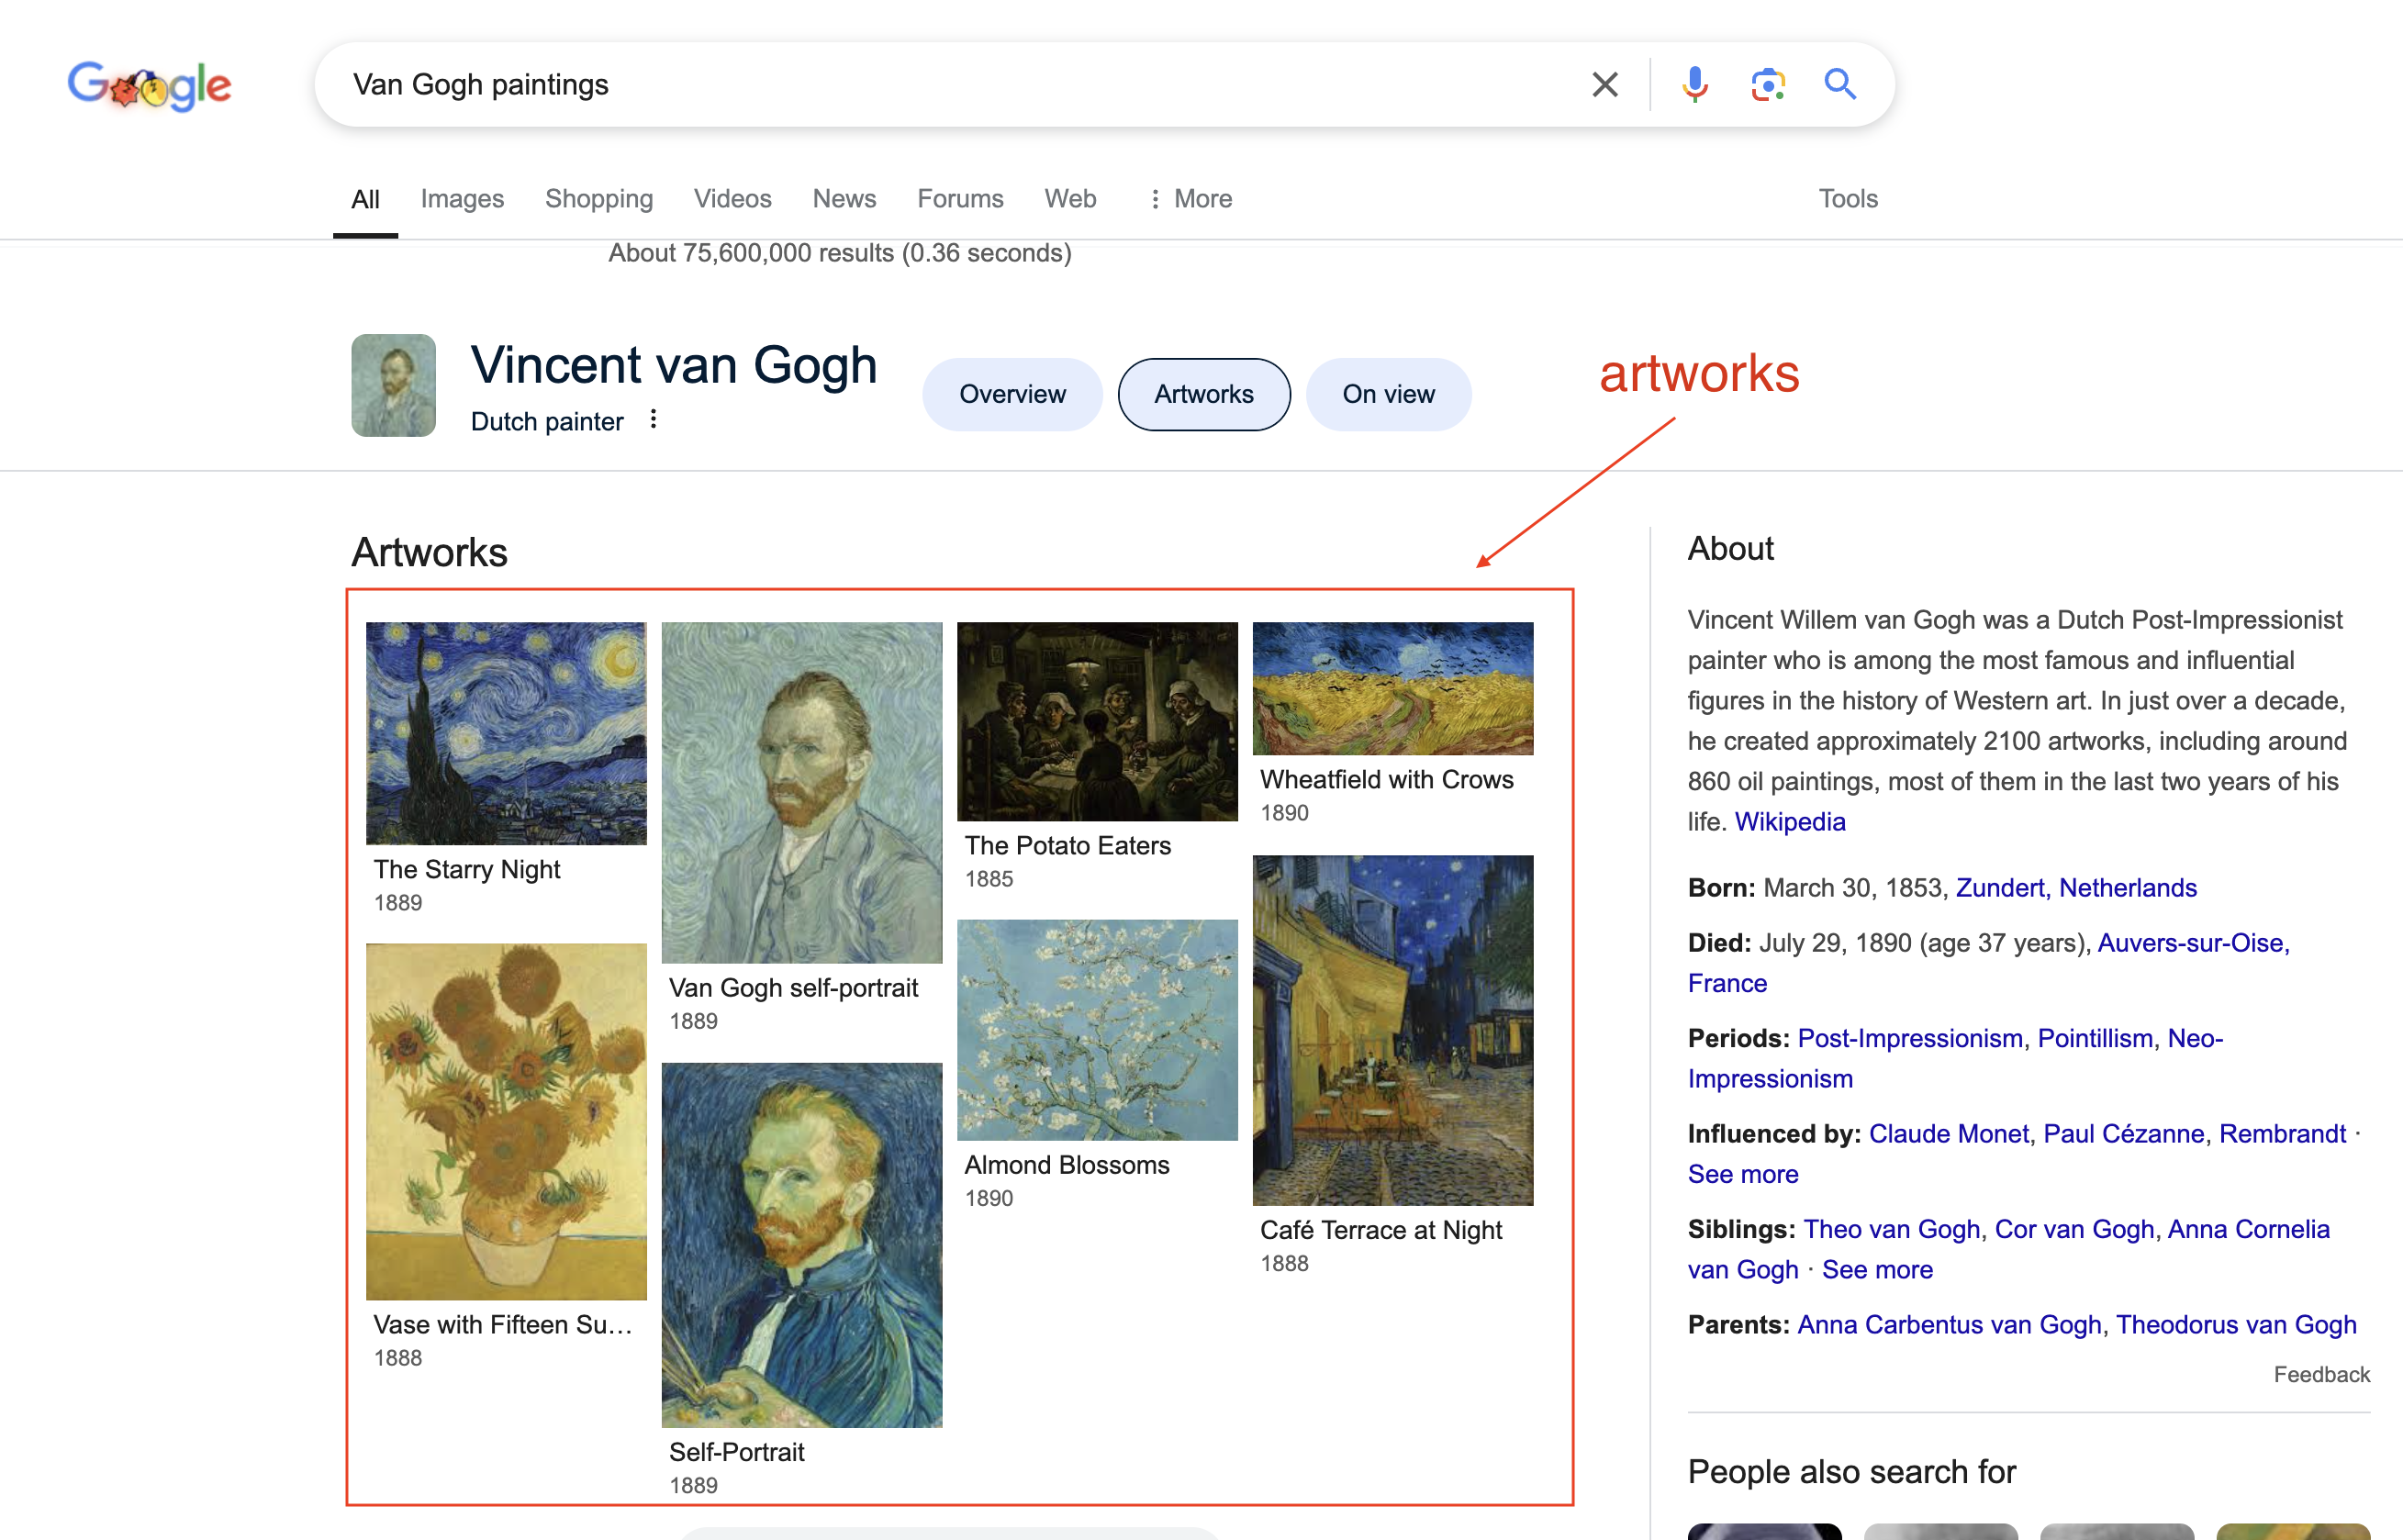 Google
Van Gogh paintings
All Images Shopping Videos News Forums Web More Tools
About 75,600,000 results (0.36 seconds)
Vincent van Gogh
Dutch painter
Overview Artworks On view
artworks
Artworks
The Starry Night
1889
Vase with Fifteen Su...
1888
Van Gogh self-portrait
1889
Self-Portrait
1889
The Potato Eaters
1885
Almond Blossoms
1890
Wheatfield with Crows
1890
Café Terrace at Night
1888
About
Vincent Willem van Gogh was a Dutch Post-Impressionist
painter who is among the most famous and influential
figures in the history of Western art. In just over a decade,
he created approximately 2100 artworks, including around
860 oil paintings, most of them in the last two years of his
life. Wikipedia
Born: March 30, 1853, Zundert, Netherlands
Died: July 29, 1890 (age 37 years), Auvers-sur-Oise,
France
Periods: Post-Impressionism, Pointillism, Neo-
Impressionism
Influenced by: Claude Monet, Paul Cézanne, Rembrandt ·
See more
Siblings: Theo van Gogh, Cor van Gogh, Anna Cornelia
van Gogh · See more
Parents: Anna Carbentus van Gogh, Theodorus van Gogh
Feedback
People also search for